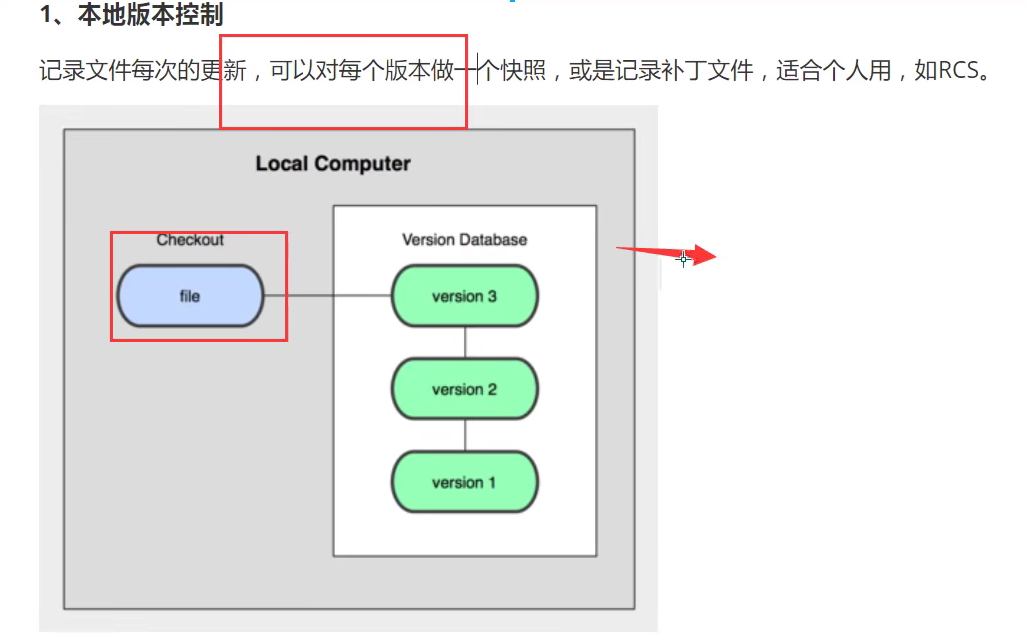 1、本地版本控制
记录文件每次的更新，可以对每个版本做一个快照，或是记录补丁文件，适合个人用，如RCS。
Local Computer
Checkout
Version Database
file
version 3
version 2
version 1